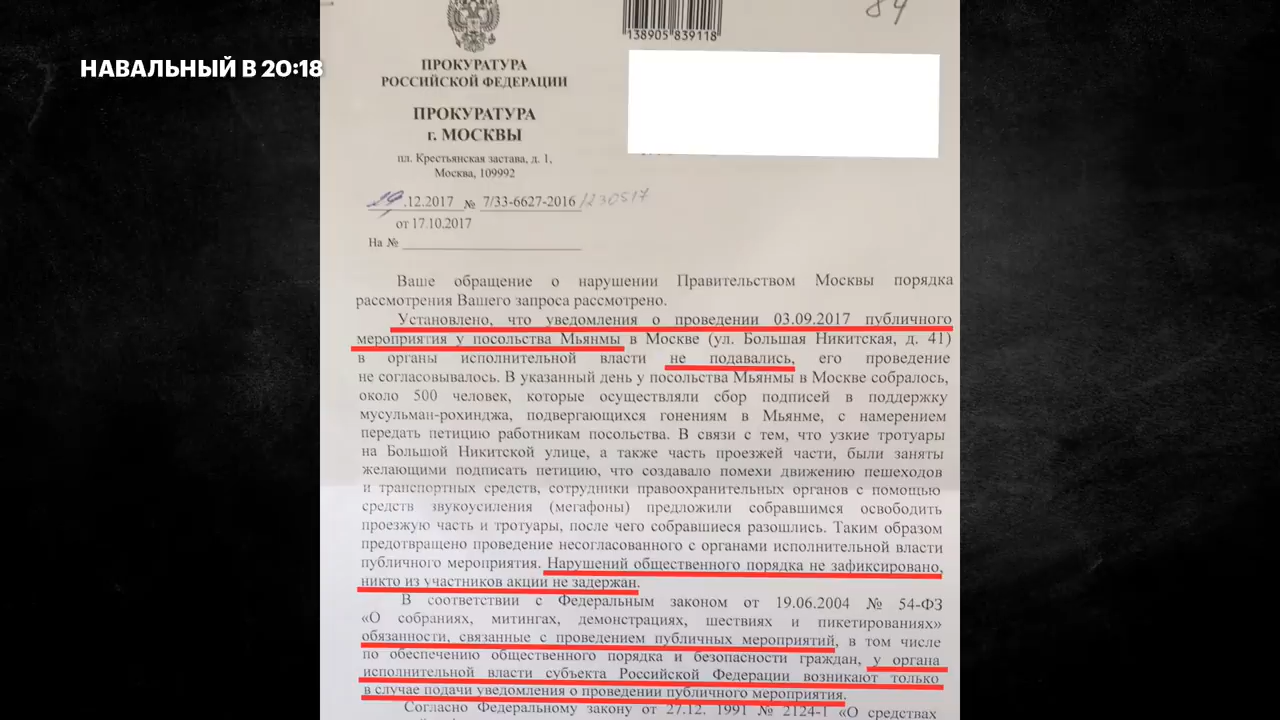 84
138905 839118
НАВАЛЬНЫЙ В 20:18
ПРОКУРАТУРА
РОССИЙСКОЙ ФЕДЕРАЦИИ
ПРОКУРАТУРА
г. МОСКВЫ
пл. Крестьянская застава, д. 1,
Москва, 109992
19.12.2017 № 7/33-6627-2016/230517
от 17.10.2017
На №
Ваше обращение о нарушении Правительством Москвы порядка
рассмотрения Вашего запроса рассмотрено.
Установлено, что уведомления о проведении 03.09.2017 публичного
мероприятия у посольства Мьянмы в Москве (ул. Большая Никитская, д. 41)
в органы исполнительной власти не подавались, его проведение
не согласовывалось. В указанный день у посольства Мьянмы в Москве собралось,
около 500 человек, которые осуществляли сбор подписей в поддержку
мусульман-рохинджа, подвергающихся гонениям в Мьянме, с намерением
передать петицию работникам посольства. В связи с тем, что узкие тротуары
на Большой Никитской улице, а также часть проезжей части, были заняты
желающими подписать петицию, что создавало помехи движению пешеходов
и транспортных средств, сотрудники правоохранительных органов с помощью
средств звукоусиления (мегафоны) предложили собравшимся освободить
проезжую часть и тротуары, после чего собравшиеся разошлись. Таким образом
предотвращено проведение несогласованного с органами исполнительной власти
публичного мероприятия. Нарушений общественного порядка не зафиксировано,
никто из участников акции не задержан.
В соответствии с Федеральным законом от 19.06.2004 № 54-ФЗ
«О собраниях, митингах, демонстрациях, шествиях и пикетированиях»
обязанности, связанные с проведением публичных мероприятий, в том числе
по обеспечению общественного порядка и безопасности граждан, у органа
исполнительной власти субъекта Российской Федерации возникают только
в случае подачи уведомления о проведении публичного мероприятия.
Согласно Федеральному закону от 27.12. 1991 № 2124-1 «О средствах